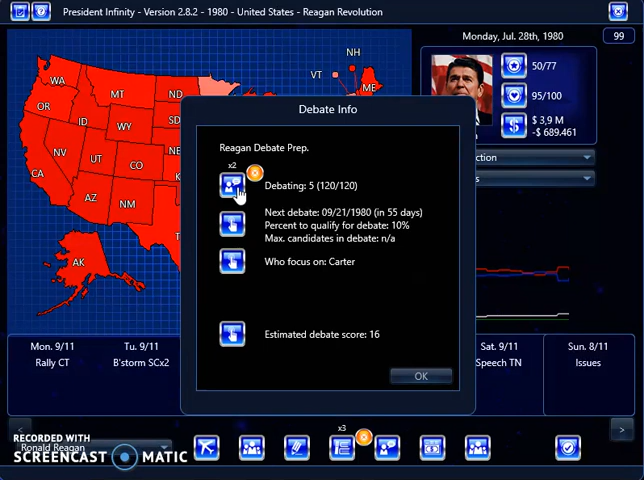 President Infinity - Version 2.8.2 - 1980 - United States - Reagan Revolution
Monday, Jul. 28th, 1980
99
50/77
95/100
$ 3,9 M
-$ 689.461
ction
s
WA
OR
CA
NV
ID
MT
WY
UT
AZ
CO
NM
ND
NE
KS
AK
VT
NH
ME
Debate Info
Reagan Debate Prep.
x2
Debating: 5 (120/120)
Next debate: 09/21/1980 (in 55 days)
Percent to qualify for debate: 10%
Max. candidates in debate: n/a
Who focus on: Carter
Estimated debate score: 16
OK
Mon. 9/11
Rally CT
Tu. 9/11
B'storm SCx2
Sat. 9/11
Speech TN
Sun. 8/11
Issues
<
>
x3
Ronald Reagan
RECORDED WITH
SCREENCAST MATIC